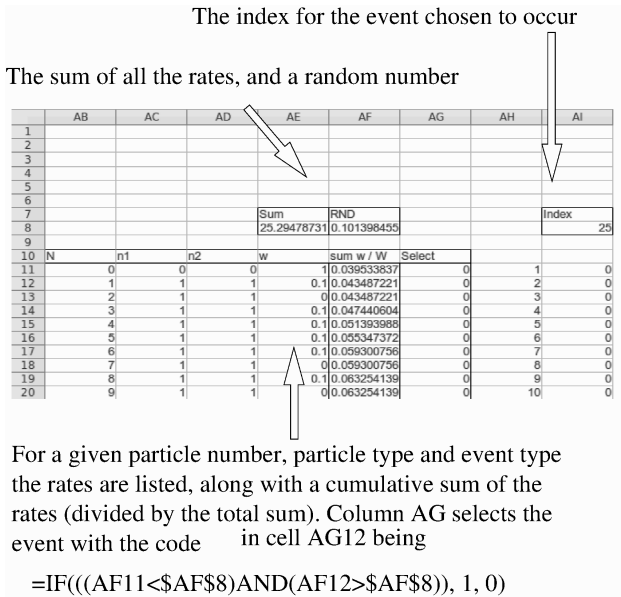 The index for the event chosen to occur
The sum of all the rates, and a random number
AB AC AD AE AF AG AH AI
1
2
3
4
5
6
7 Sum RND Index
8 25.29478731 0.101398455 25
9
10 N n1 n2 w sum w / W Select
11 0 0 0 1 0.039533837 0 1 0
12 1 1 1 0.1 0.043487221 0 2 0
13 2 1 1 0 0.043487221 0 3 0
14 3 1 1 0.1 0.047440604 0 4 0
15 4 1 1 0.1 0.051393988 0 5 0
16 5 1 1 0.1 0.055347372 0 6 0
17 6 1 1 0.1 0.059300756 0 7 0
18 7 1 1 0 0.059300756 0 8 0
19 8 1 1 0.1 0.063254139 0 9 0
20 9 1 1 0 0.063254139 0 10 0
For a given particle number, particle type and event type
the rates are listed, along with a cumulative sum of the
rates (divided by the total sum). Column AG selects the
event with the code in cell AG12 being
=IF(((AF11<$AF$8)AND(AF12>$AF$8)), 1, 0)